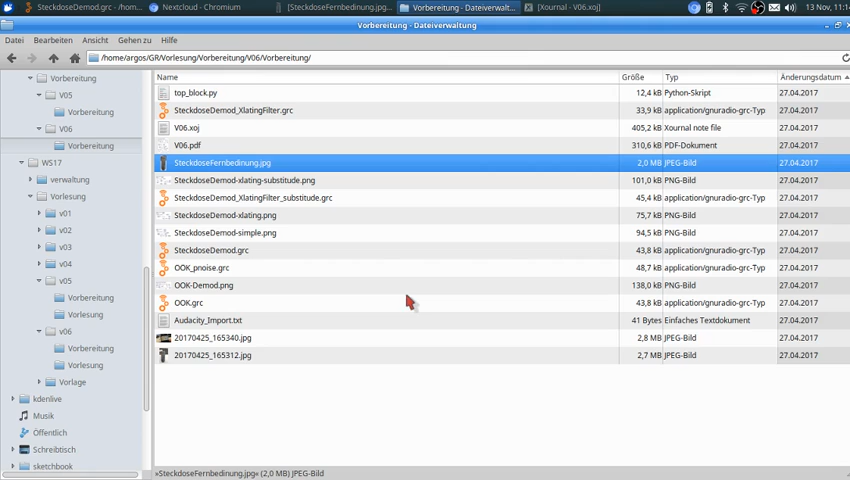 SteckdoseDemod.grc - /hom...
Nextcloud - Chromium
[SteckdoseFernbedinung.jpg...
Vorbereitung - Dateiverwalt...
[Xournal - V06.xoj]
13 Nov, 11:1
Vorbereitung - Dateiverwaltung
Datei Bearbeiten Ansicht Gehen zu Hilfe
/home/argos/GR/Vorlesung/Vorbereitung/V06/Vorbereitung/
Vorbereitung
V05
Vorbereitung
V06
Vorbereitung
WS17
verwaltung
Vorlesung
v01
v02
v03
v04
v05
Vorbereitung
Vorlesung
v06
Vorbereitung
Vorlesung
Vorlage
kdenlive
Musik
Öffentlich
Schreibtisch
sketchbook
Name Größe Typ Änderungsdatum
top_block.py 12,4 kB Python-Skript 27.04.2017
SteckdoseDemod_XlatingFilter.grc 33,9 kB application/gnuradio-grc-Typ 27.04.2017
V06.xoj 405,2 kB Xournal note file 27.04.2017
V06.pdf 310,6 kB PDF-Dokument 27.04.2017
SteckdoseFernbedinung.jpg 2,0 MB JPEG-Bild 27.04.2017
SteckdoseDemod-xlating-substitude.png 101,0 kB PNG-Bild 27.04.2017
SteckdoseDemod_XlatingFilter_substitude.grc 45,4 kB application/gnuradio-grc-Typ 27.04.2017
SteckdoseDemod-xlating.png 75,7 kB PNG-Bild 27.04.2017
SteckdoseDemod-simple.png 94,5 kB PNG-Bild 27.04.2017
SteckdoseDemod.grc 43,8 kB application/gnuradio-grc-Typ 27.04.2017
OOK_pnoise.grc 48,7 kB application/gnuradio-grc-Typ 27.04.2017
OOK-Demod.png 138,0 kB PNG-Bild 27.04.2017
OOK.grc 43,8 kB application/gnuradio-grc-Typ 27.04.2017
Audacity_Import.txt 41 Bytes Einfaches Textdokument 27.04.2017
20170425_165340.jpg 2,8 MB JPEG-Bild 27.04.2017
20170425_165312.jpg 2,7 MB JPEG-Bild 27.04.2017
»SteckdoseFernbedinung.jpg« (2,0 MB) JPEG-Bild